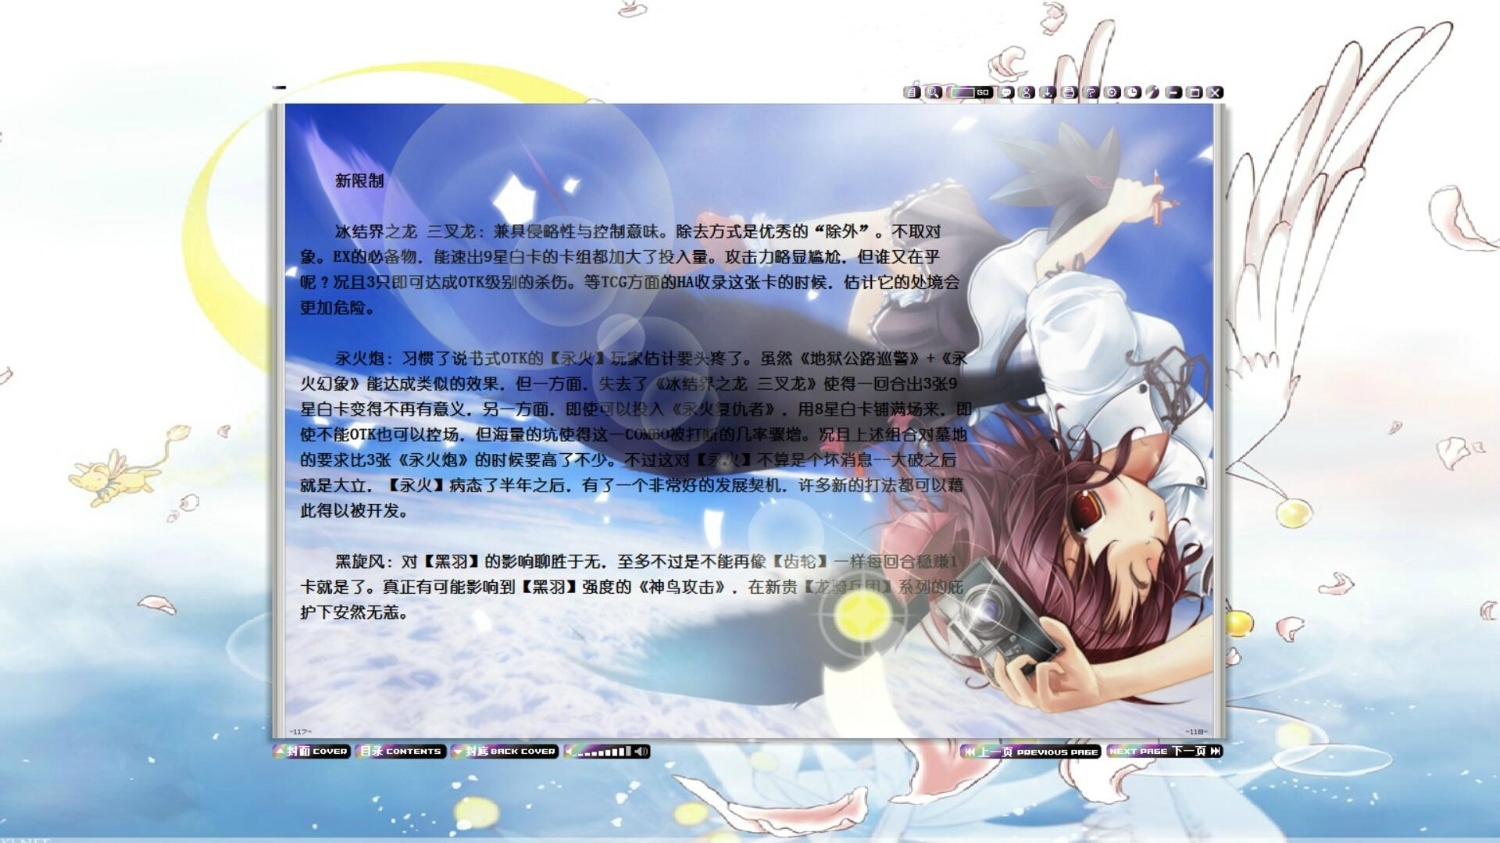 GO
新限制
冰结界之龙 三叉龙：兼具侵略性与控制意味。除去方式是优秀的“除外”。不取对
象。EX的必备物，能速出9星白卡的卡组都加大了投入量。攻击力略显尴尬，但谁又在乎
呢？况且3只即可达成OTK级别的杀伤。等TCG方面的HA收录这张卡的时候，估计它的处境会
更加危险。
永火炮：习惯了说书式OTK的【永火】玩家估计要头疼了。虽然《地狱公路巡警》+《永
火幻象》能达成类似的效果，但一方面，失去了《冰结界之龙 三叉龙》使得一回合出3张9
星白卡变得不再有意义，另一方面，即使可以投入《永火复仇者》，用8星白卡铺满场来，即
使不能OTK也可以控场，但海量的坑使得这一COMBO被打断的几率骤增。况且上述组合对墓地
的要求比3张《永火炮》的时候要高了不少。不过这对【永火】不算是个坏消息--大破之后
就是大立，【永火】病态了半年之后，有了一个非常好的发展契机，许多新的打法都可以藉
此得以被开发。
黑旋风：对【黑羽】的影响聊胜于无，至多不过是不能再像【齿轮】一样每回合稳赚1
卡就是了。真正有可能影响到【黑羽】强度的《神鸟攻击》，在新贵【龙骑兵团】系列的庇
护下安然无恙。
-117-
-118-
封面 COVER
目录 CONTENTS
封底 BACK COVER
上一页 PREVIOUS PAGE
NEXT PAGE 下一页